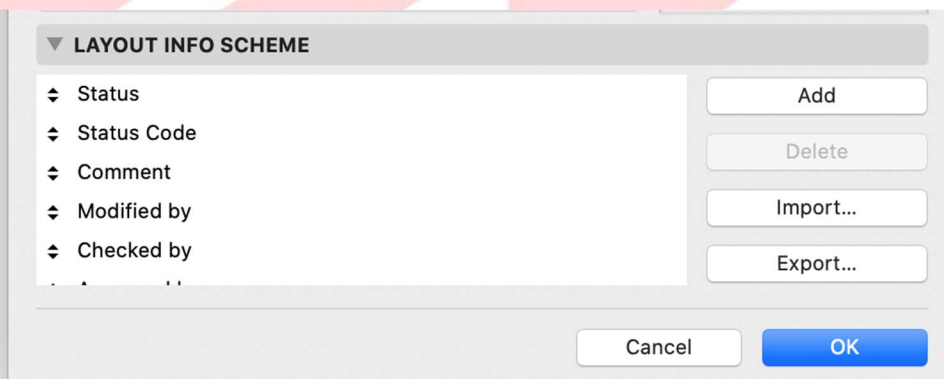 LAYOUT INFO SCHEME
Status
Status Code
Comment
Modified by
Checked by
Add
Delete
Import...
Export...
Cancel
OK